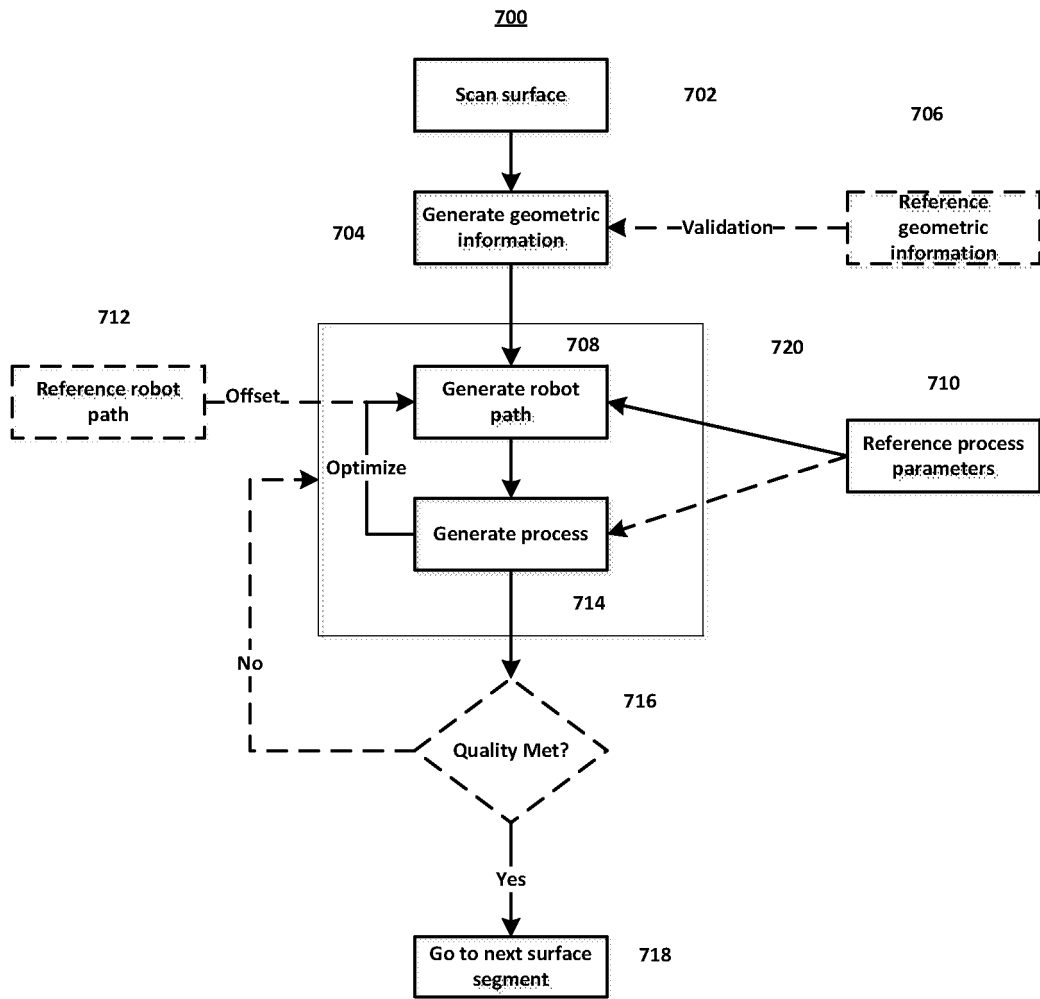 700
Scan surface
702
706
Generate geometric
information
704
Validation
Reference
geometric
information
712
708
720
710
Reference robot
path
Offset
Generate robot
path
Reference process
parameters
Optimize
Generate process
714
No
716
Quality Met?
Yes
Go to next surface
segment
718